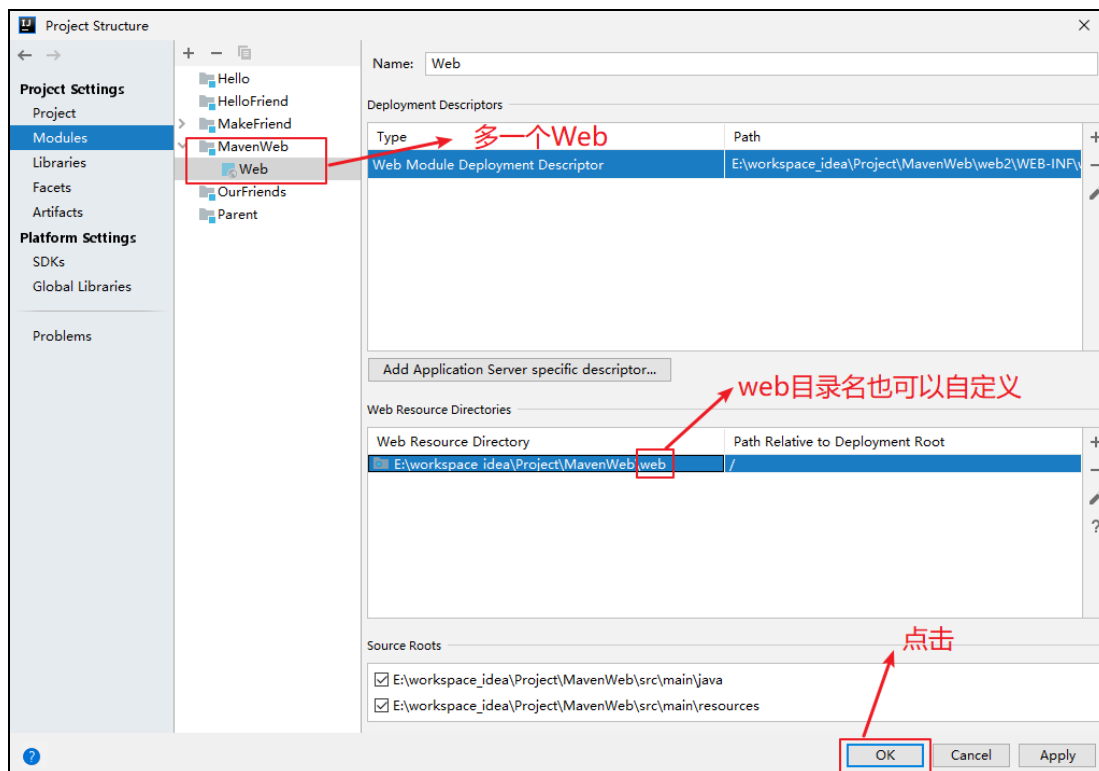 Project Structure
Project Settings
Project
Modules
Libraries
Facets
Artifacts
Platform Settings
SDKs
Global Libraries
Problems
Hello
HelloFriend
MakeFriend
MavenWeb
Web
OurFriends
Parent
Name: Web
Deployment Descriptors
多一个Web
Type Path
Web Module Deployment Descriptor E:\workspace_idea\Project\MavenWeb\web2\WEB-INF\
Add Application Server specific descriptor...
web目录名也可以自定义
Web Resource Directories
Web Resource Directory Path Relative to Deployment Root
E:\workspace_idea\Project\MavenWeb\web /
Source Roots
点击
E:\workspace_idea\Project\MavenWeb\src\main\java
E:\workspace_idea\Project\MavenWeb\src\main\resources
OK Cancel Apply